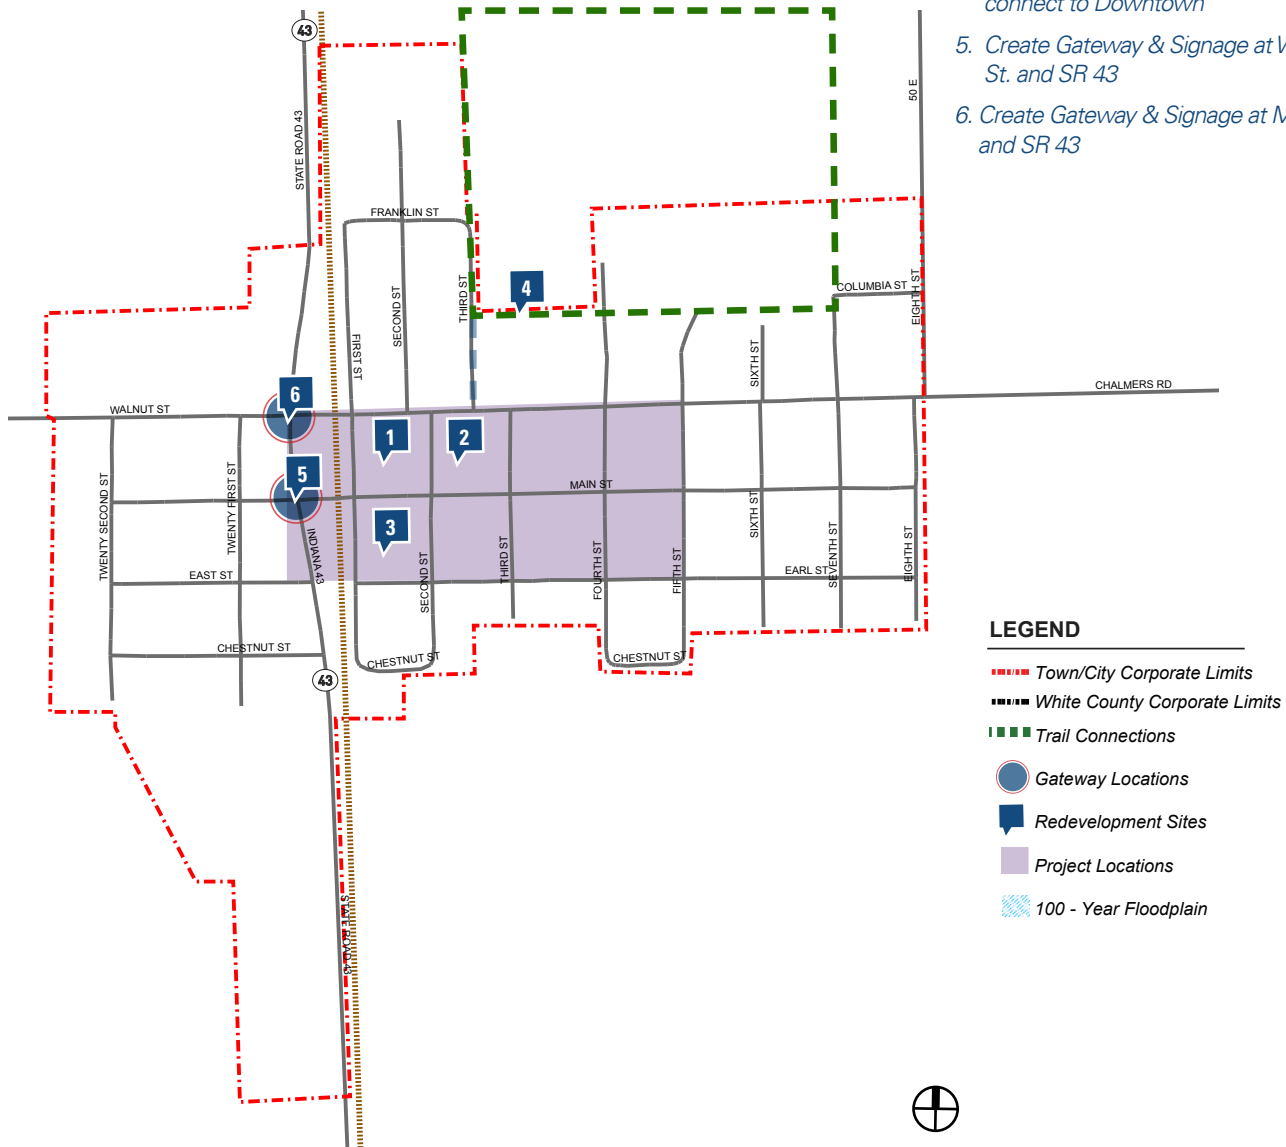 connect to Downtown
5. Create Gateway & Signage at
St. and SR 43
6. Create Gateway & Signage at
and SR 43
43
STATE ROAD 43
50 E
FRANKLIN ST
SECOND ST
THIRD ST
FIRST ST
4
COLUMBIA ST
EIGHTH ST
SIXTH ST
CHALMERS RD
WALNUT ST
6
1
2
5
MAIN ST
3
TWENTY SECOND ST
TWENTY FIRST ST
INDIANA 43
SECOND ST
THIRD ST
FOURTH ST
FIFTH ST
SIXTH ST
SEVENTH ST
EIGHTH ST
EAST ST
EARL ST
CHESTNUT ST
CHESTNUT ST
CHESTNUT ST
43
STATE ROAD 43
LEGEND
Town/City Corporate Limits
White County Corporate Limits
Trail Connections
Gateway Locations
Redevelopment Sites
Project Locations
100 - Year Floodplain